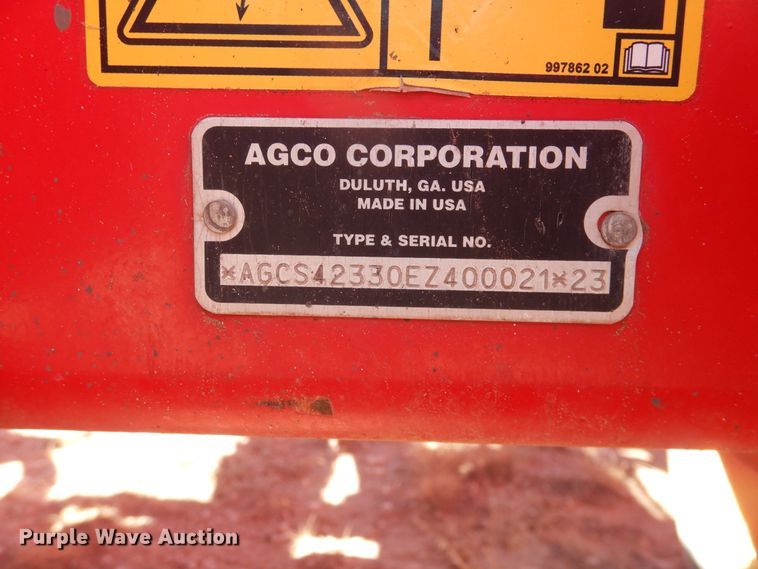 997862 02
AGCO CORPORATION
DULUTH, GA. USA
MADE IN USA
TYPE & SERIAL NO.
*AGCS42330EZ400021*23
Purple Wave Auction